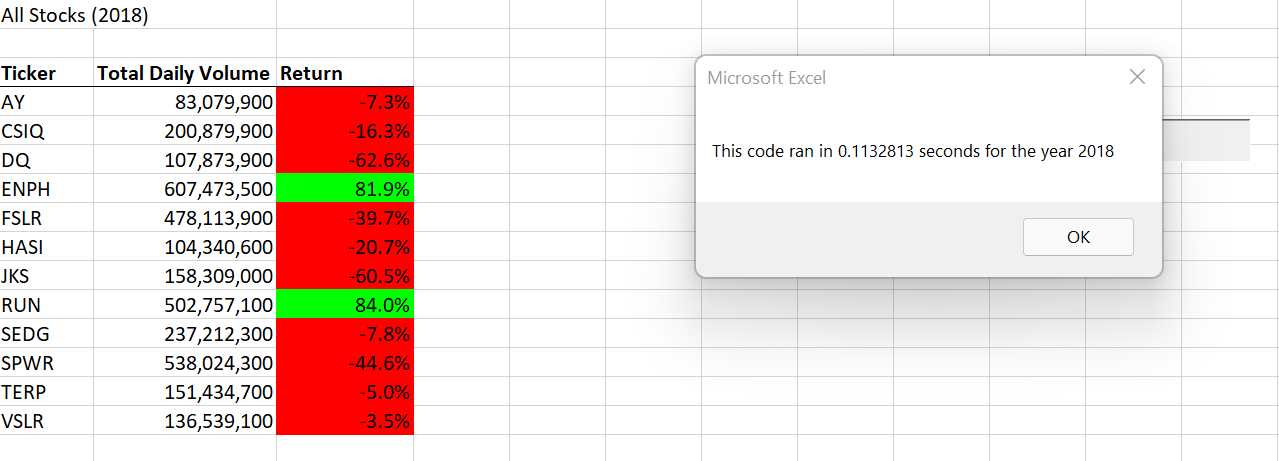 All Stocks (2018)
Ticker Total Daily Volume Return
AY 83,079,900 -7.3%
CSIQ 200,879,900 -16.3%
DQ 107,873,900 -62.6%
ENPH 607,473,500 81.9%
FSLR 478,113,900 -39.7%
HASI 104,340,600 -20.7%
JKS 158,309,000 -60.5%
RUN 502,757,100 84.0%
SEDG 237,212,300 -7.8%
SPWR 538,024,300 -44.6%
TERP 151,434,700 -5.0%
VSLR 136,539,100 -3.5%
Microsoft Excel
This code ran in 0.1132813 seconds for the year 2018
OK